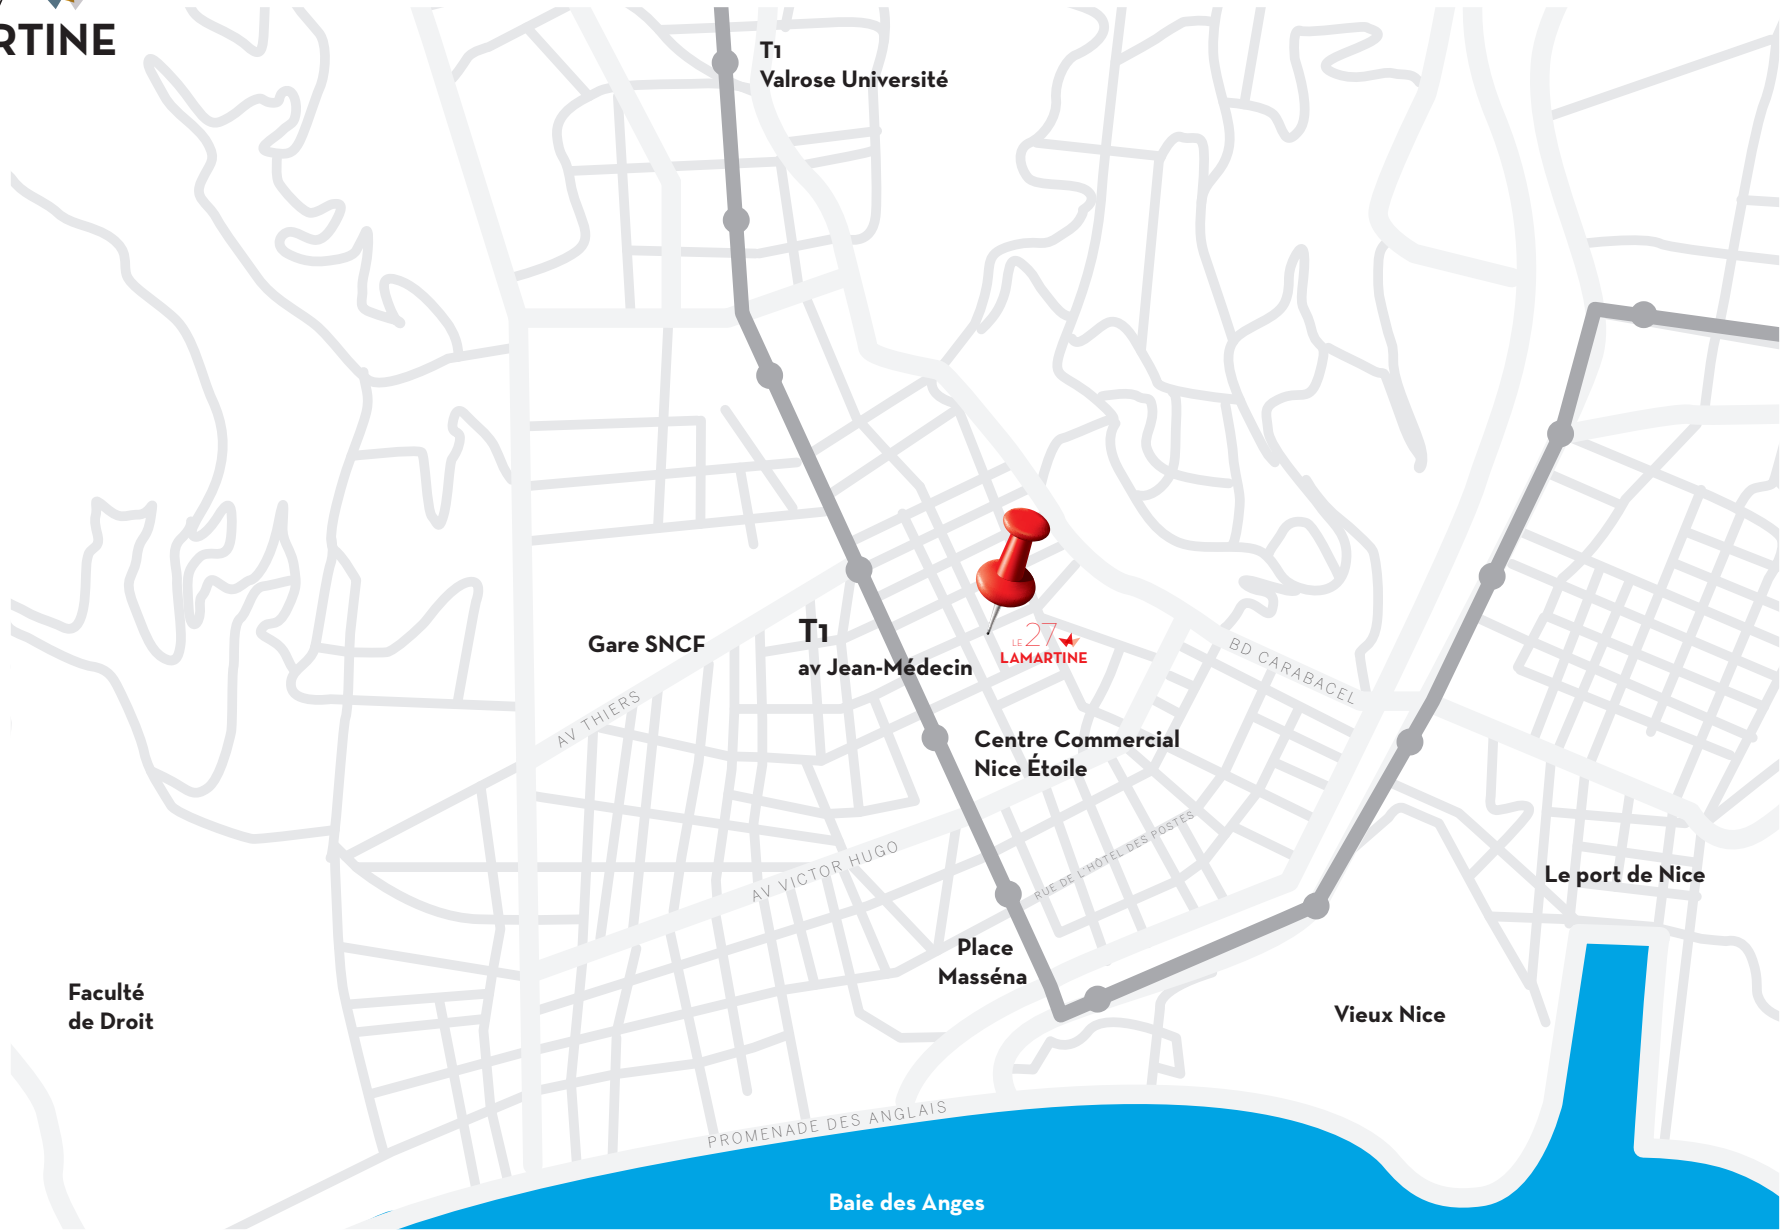 RTINE
T1
Valrose Université
Gare SNCF
T1
av Jean-Médecin
LE 27
LAMARTINE
BD CARABACEL
AV THIERS
Centre Commercial
Nice Étoile
RUE DE L'HÔTEL DES POSTES
AV VICTOR HUGO
Le port de Nice
Place
Masséna
Faculté
de Droit
Vieux Nice
PROMENADE DES ANGLAIS
Baie des Anges